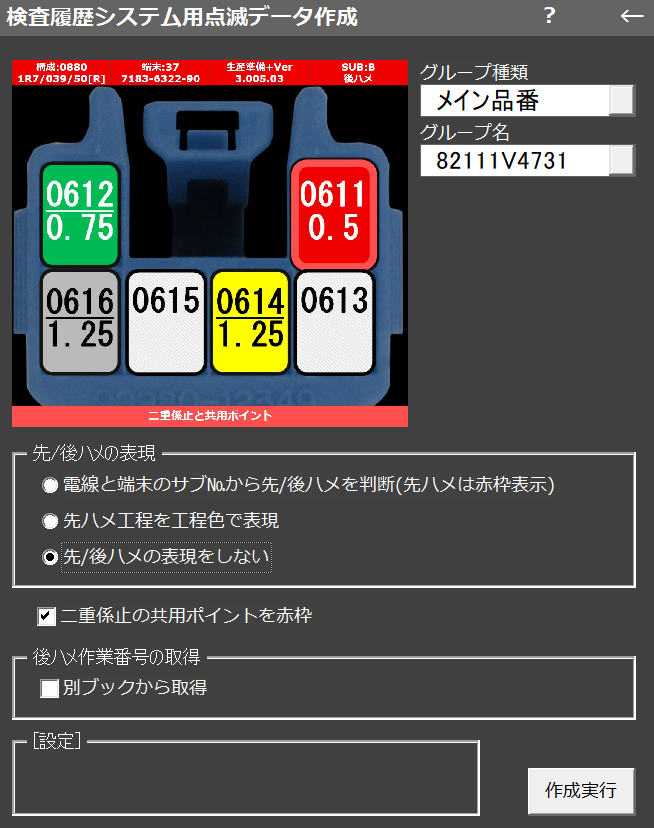 検査履歴システム用点滅データ作成
?
←
構成:0880
1R7/039/50[R]
端末:37
7183-6322-90
生産準備+Ver
3.005.03
SUB:B
後ハメ
グループ種類
メイン品番
グループ名
82111V4731
0612
0.75
0611
0.5
0616
1.25
0615
0614
1.25
0613
二重係止と共用ポイント
先/後ハメの表現
電線と端末のサブ№から先/後ハメを判断(先ハメは赤枠表示)
先ハメ工程を工程色で表現
先/後ハメの表現をしない
二重係止の共用ポイントを赤枠
後ハメ作業番号の取得
別ブックから取得
[設定]
作成実行